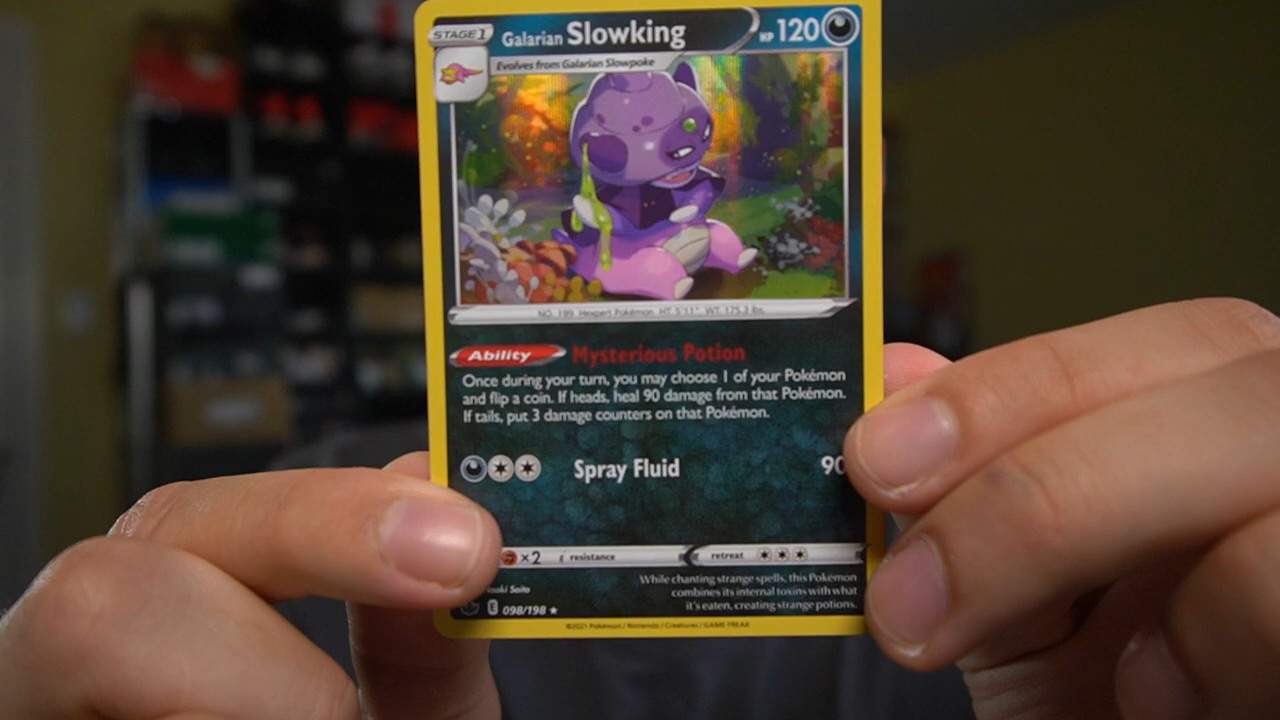 STAGE 1
Galarian Slowking
HP 120
Evolves from Galarian Slowpoke
NO. 199 Hexpert Pokémon HT: 5'11" WT: 175.3 lbs.
Ability Mysterious Potion
Once during your turn, you may choose 1 of your Pokémon
and flip a coin. If heads, heal 90 damage from that Pokémon.
If tails, put 3 damage counters on that Pokémon.
Spray Fluid 90
×2 resistance retreat
While chanting strange spells, this Pokémon
combines its internal toxins with what
it's eaten, creating strange potions.
Saito
E 098/198 ★
©2021 Pokémon / Nintendo / Creatures / GAME FREAK